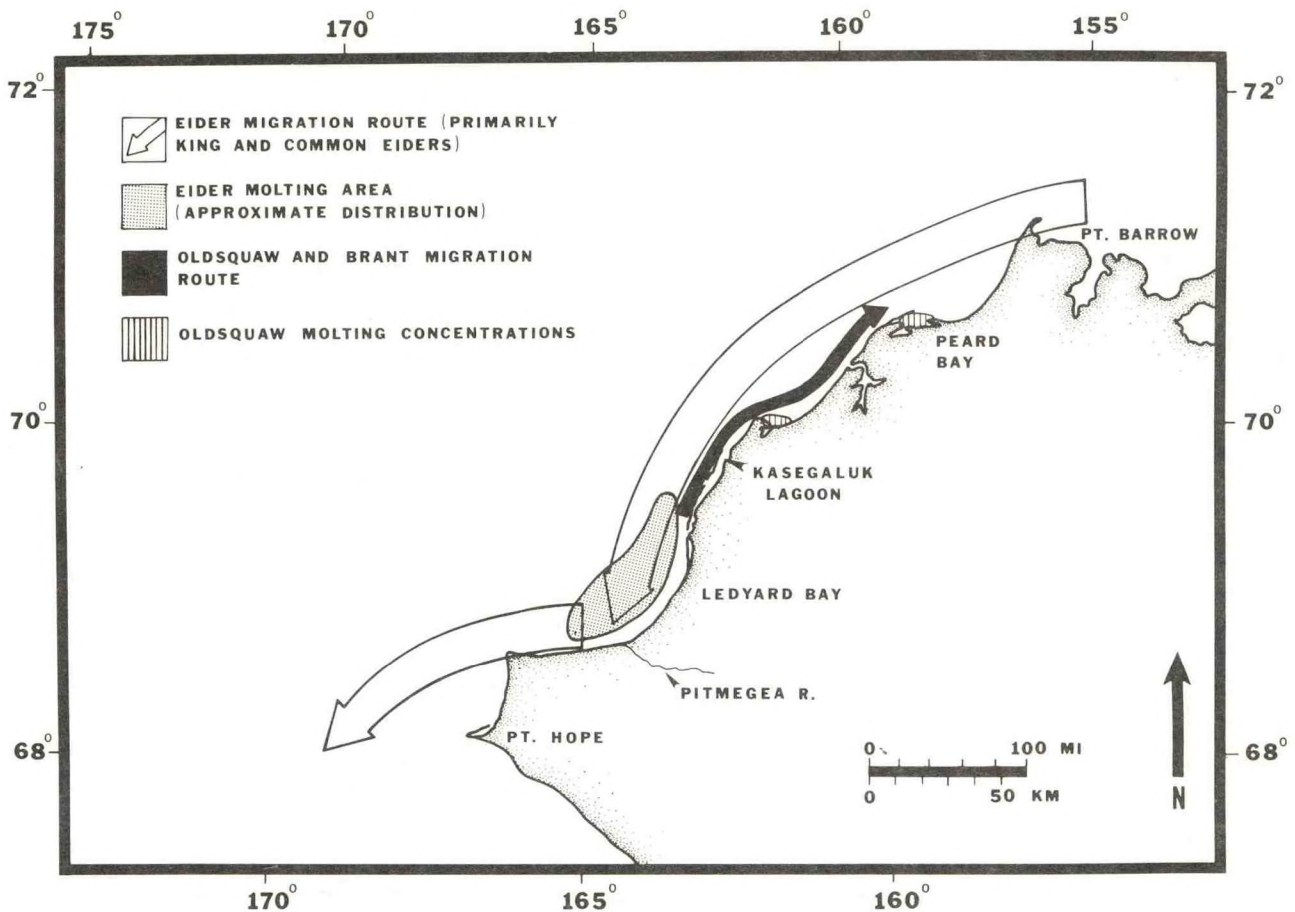 175° 170° 165° 160° 155°
72° 72°
EIDER MIGRATION ROUTE (PRIMARILY
KING AND COMMON EIDERS)
EIDER MOLTING AREA
(APPROXIMATE DISTRIBUTION)
OLDSQUAW AND BRANT MIGRATION
ROUTE
OLDSQUAW MOLTING CONCENTRATIONS
PT. BARROW
PEARD
BAY
70° 70°
KASEGALUK
LAGOON
LEDYARD BAY
PITMEGEA R.
PT. HOPE
68° 68°
0 100 MI
0 50 KM
N
170° 165° 160°